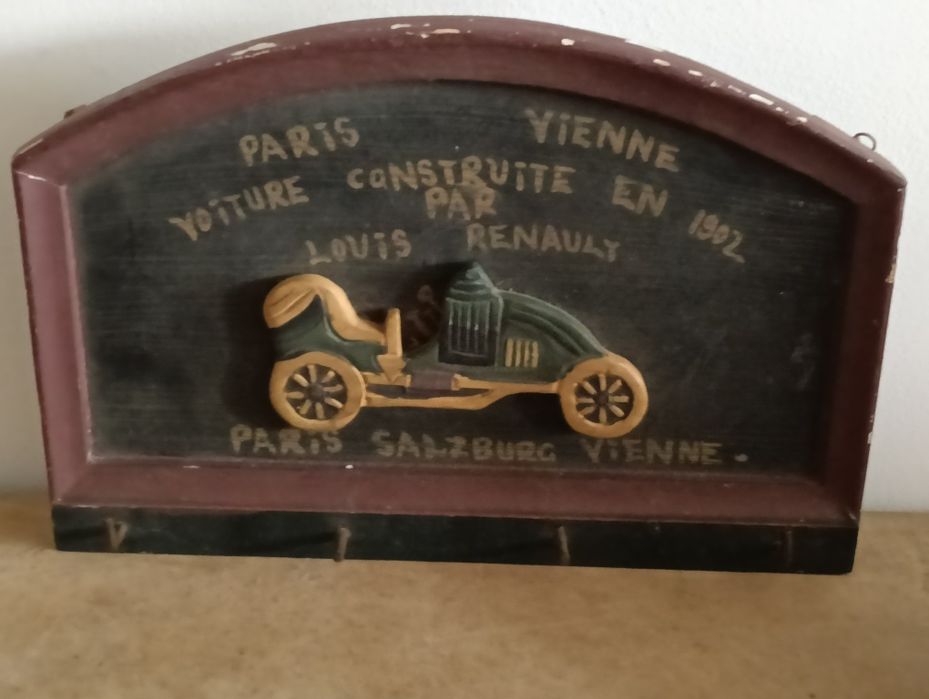 PARIS VIENNE
VOITURE CONSTRUITE EN 1902
PAR
LOUIS RENAULT
PARIS SALZBURG VIENNE.